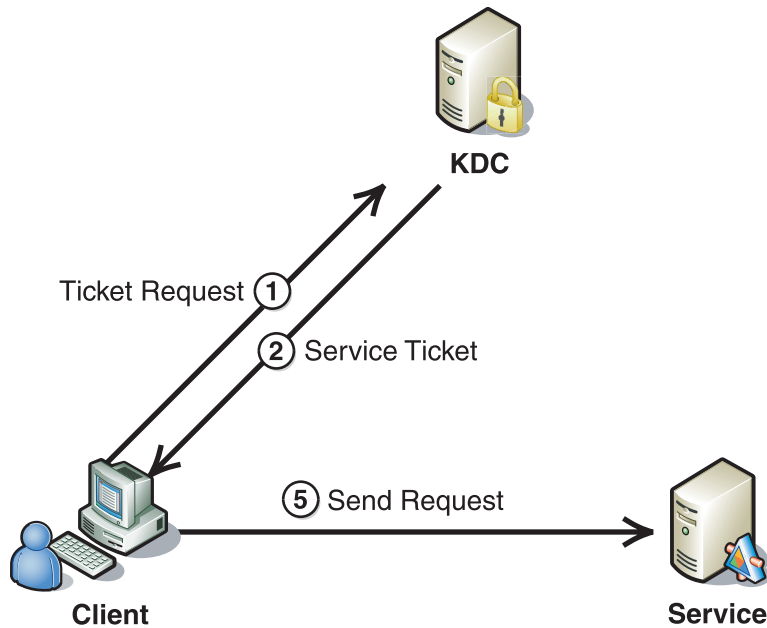 KDC
Ticket Request 1
2 Service Ticket
5 Send Request
Client
Service